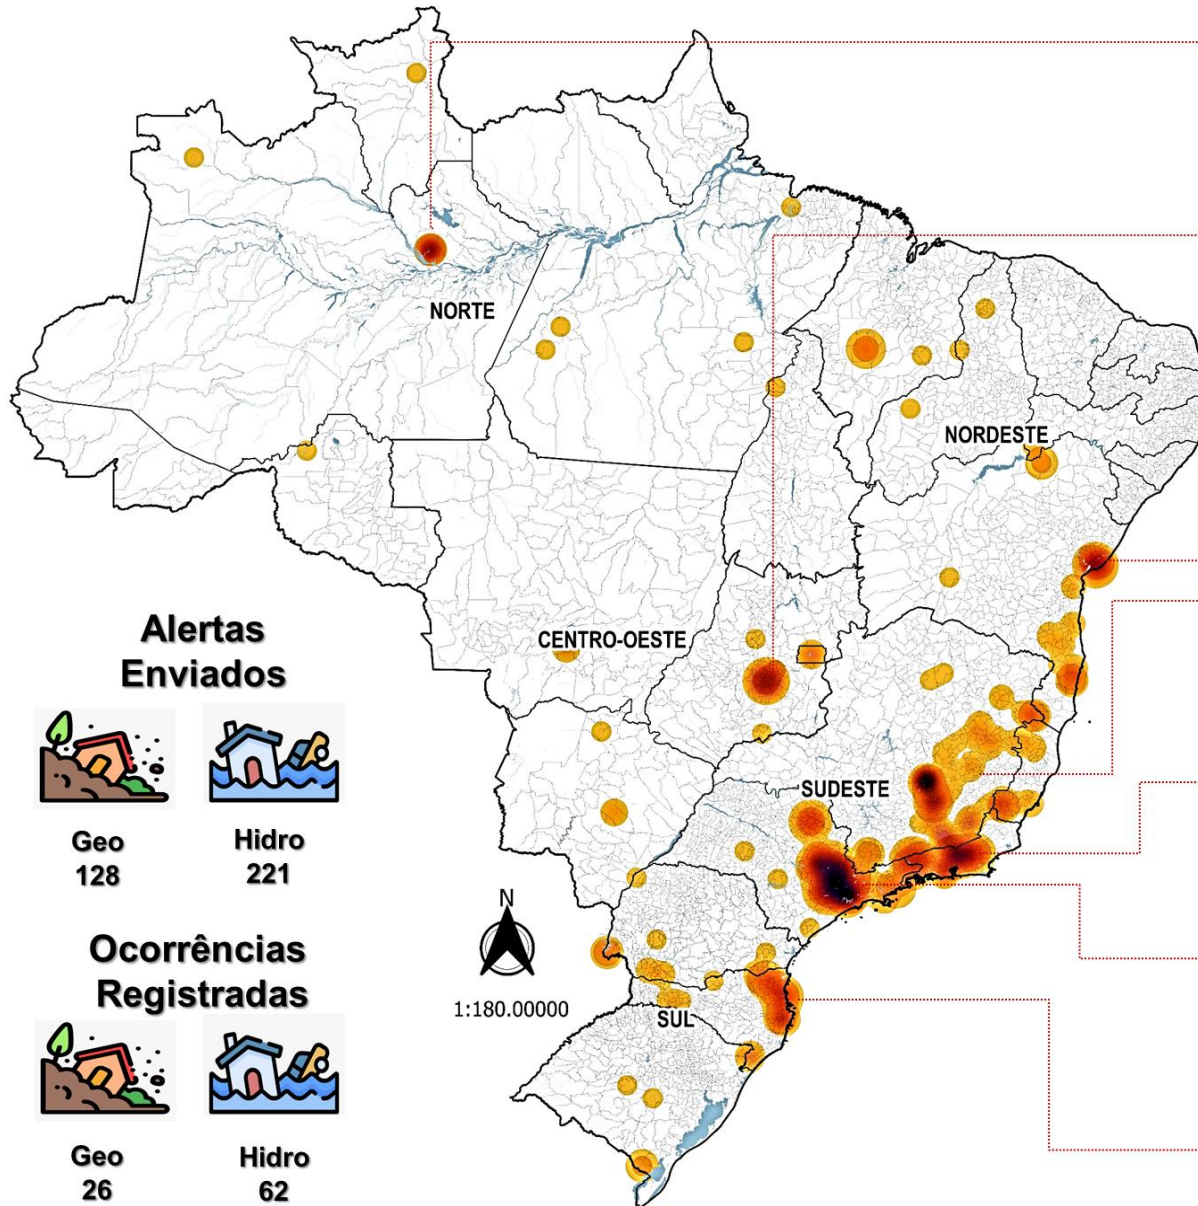 NORTE
NORDESTE
CENTRO-OESTE
SUDESTE
SUL
N
1:180.00000
Alertas
Enviados
Geo
128
Hidro
221
Ocorrências
Registradas
Geo
26
Hidro
62